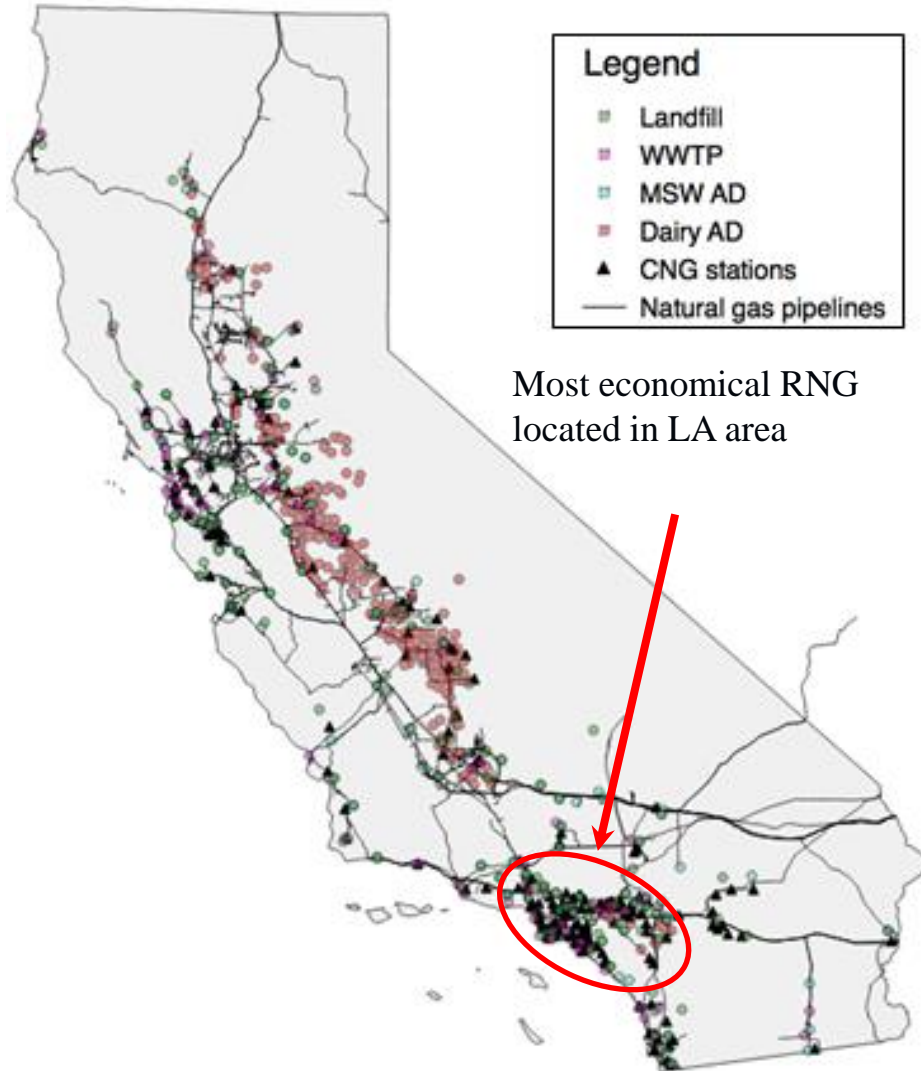 Legend
Landfill
WWTP
MSW AD
Dairy AD
CNG stations
Natural gas pipelines
Most economical RNG
located in LA area